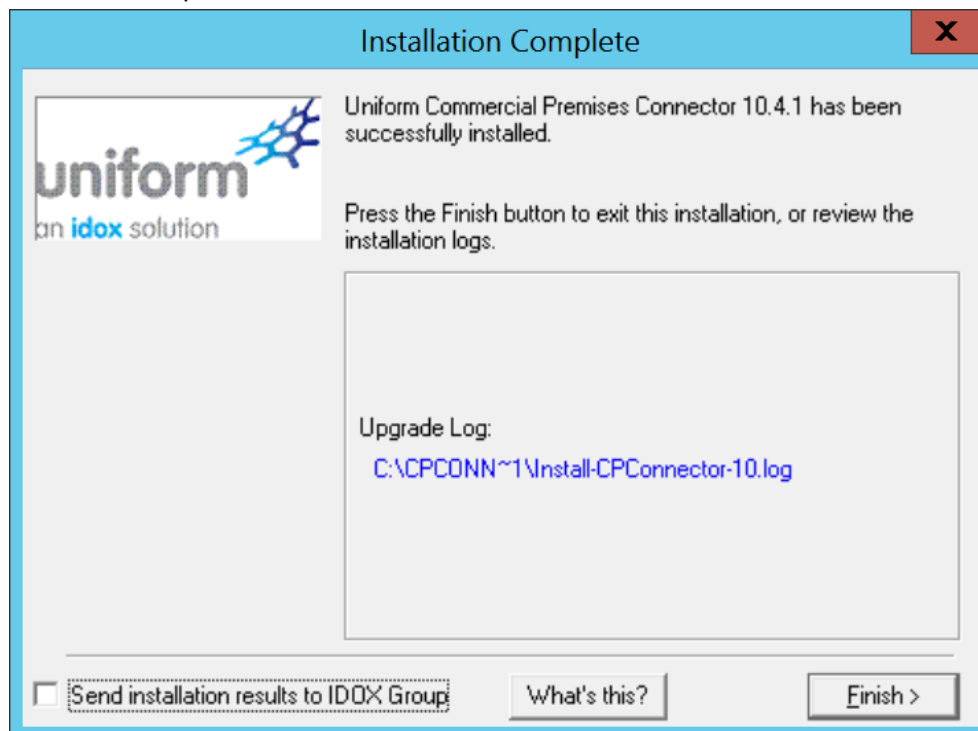 Installation Complete
X
uniform
an idox solution
Uniform Commercial Premises Connector 10.4.1 has been
successfully installed.
Press the Finish button to exit this installation, or review the
installation logs.
Upgrade Log:
C:\CPCONN~1\Install-CPConnector-10.log
Send installation results to IDOX Group
What's this?
Finish >